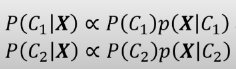 P(C₁|X) ∝ P(C₁)p(X|C₁)
P(C₂|X) ∝ P(C₂)p(X|C₂)